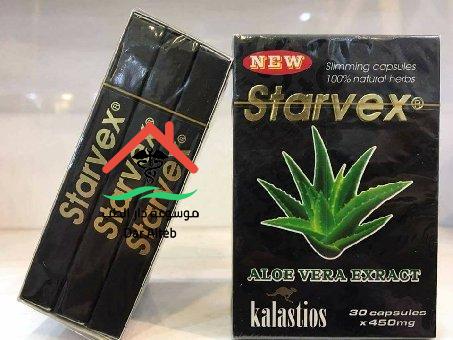 Starvex®
Starvex®
Starvex®
موسوعة دار الطب
Dar Alteb
NEW
Slimming capsules
100% natural herbs
Starvex®
ALOE VERA EXRACT
kalastios
30 capsules
x 450mg